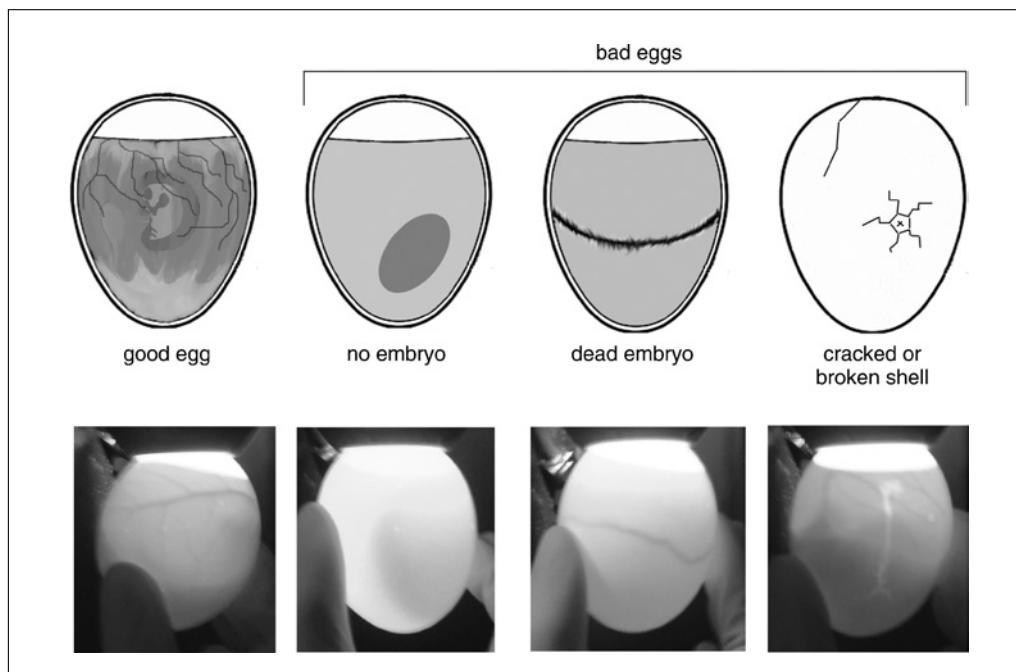 bad eggs
good egg
no embryo
dead embryo
cracked or
broken shell